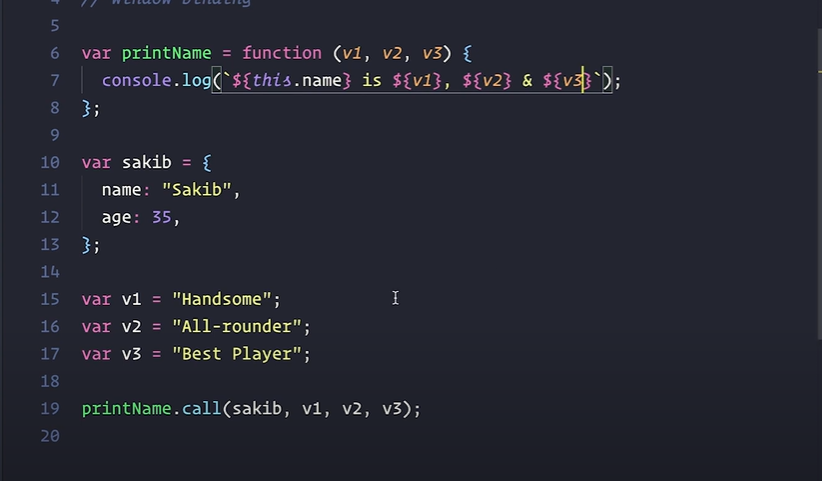 4 // Window Binding
5
6 var printName = function (v1, v2, v3) {
7 console.log(`${this.name} is ${v1}, ${v2} & ${v3}`);
8 };
9
10 var sakib = {
11 name: "Sakib",
12 age: 35,
13 };
14
15 var v1 = "Handsome";
16 var v2 = "All-rounder";
17 var v3 = "Best Player";
18
19 printName.call(sakib, v1, v2, v3);
20